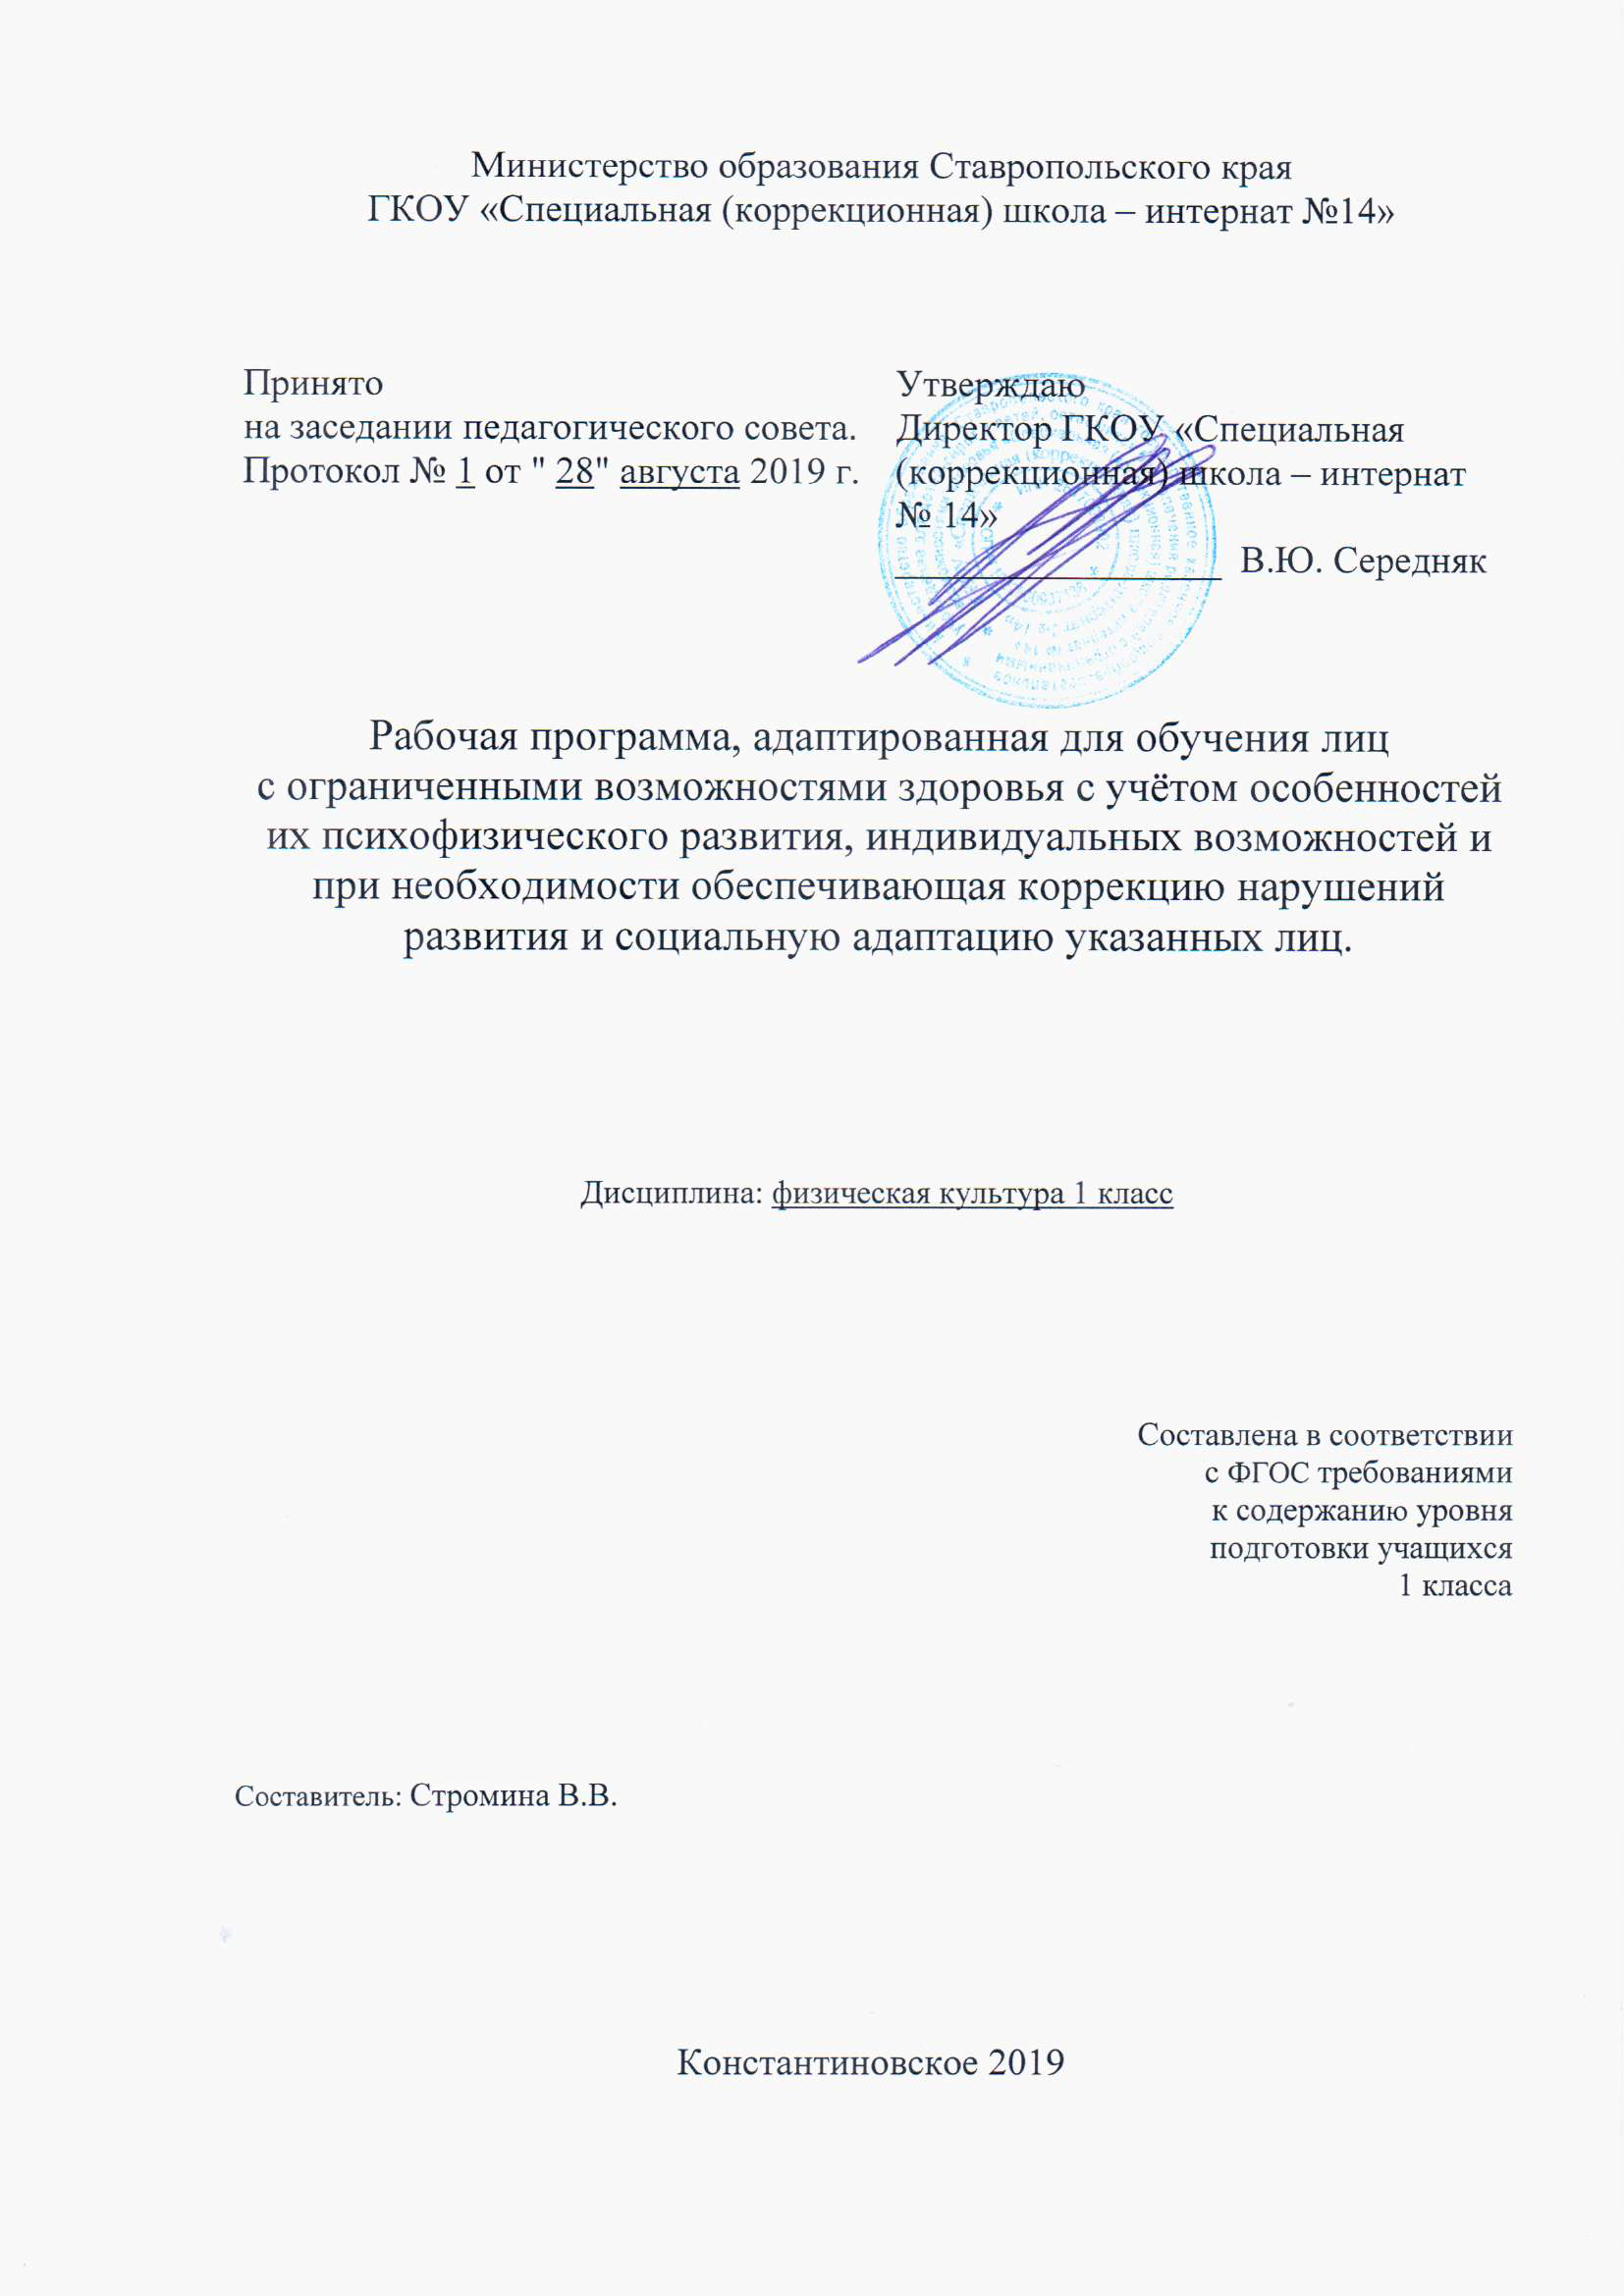 Министерство образования Ставропольского края
ГКОУ «Специальная (коррекционная) школа – интернат №14»
Принято
на заседании педагогического совета.
Протокол № 1 от " 28" августа 2019 г.
Утверждаю
Директор ГКОУ «Специальная
(коррекционная) школа – интернат
№ 14»
В.Ю. Середняк
Рабочая программа, адаптированная для обучения лиц
с ограниченными возможностями здоровья с учётом особенностей
их психофизического развития, индивидуальных возможностей и
при необходимости обеспечивающая коррекцию нарушений
развития и социальную адаптацию указанных лиц.
Дисциплина: физическая культура 1 класс
Составлена в соответствии
с ФГОС требованиями
к содержанию уровня
подготовки учащихся
1 класса
Составитель: Стромина В.В.
Константиновское 2019